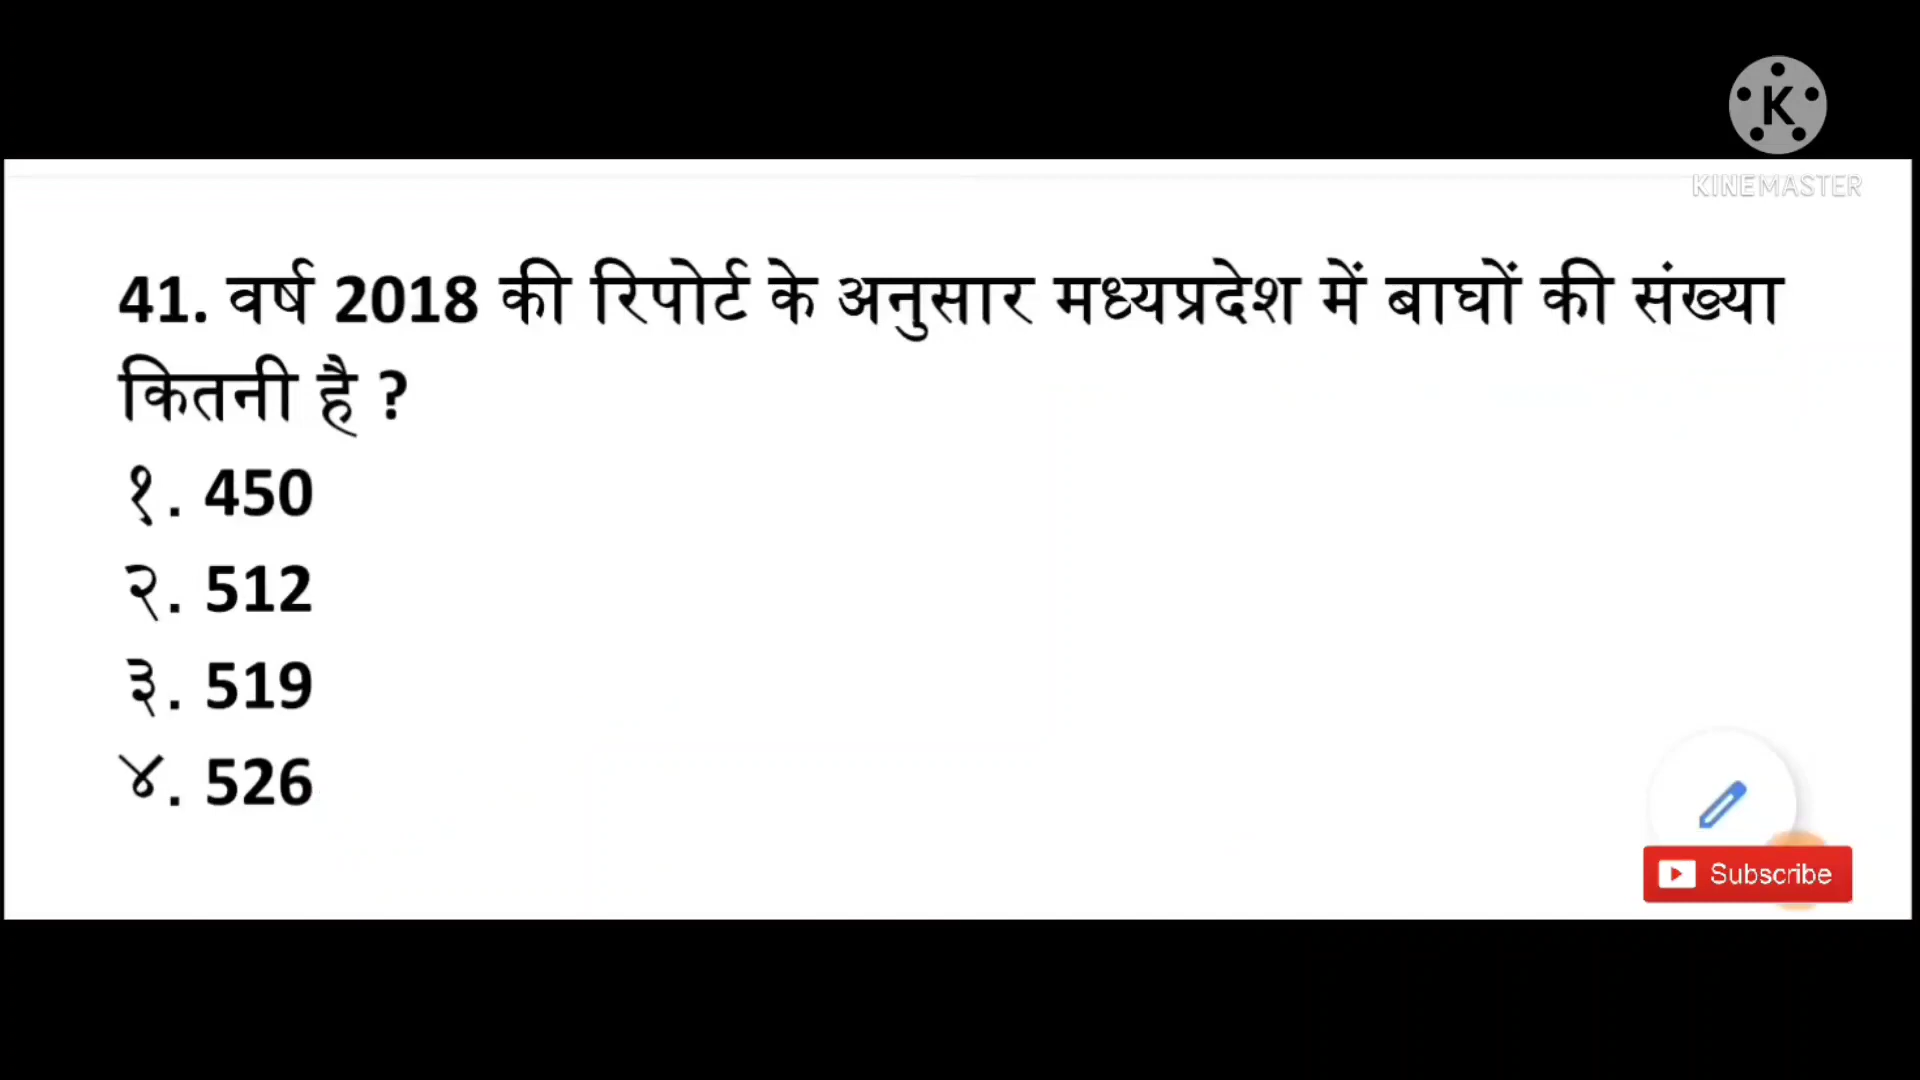 K
KINEMASTER
41. वर्ष 2018 की रिपोर्ट के अनुसार मध्यप्रदेश में बाघों की संख्या
कितनी है ?
१. 450
२. 512
३. 519
४. 526
Subscribe